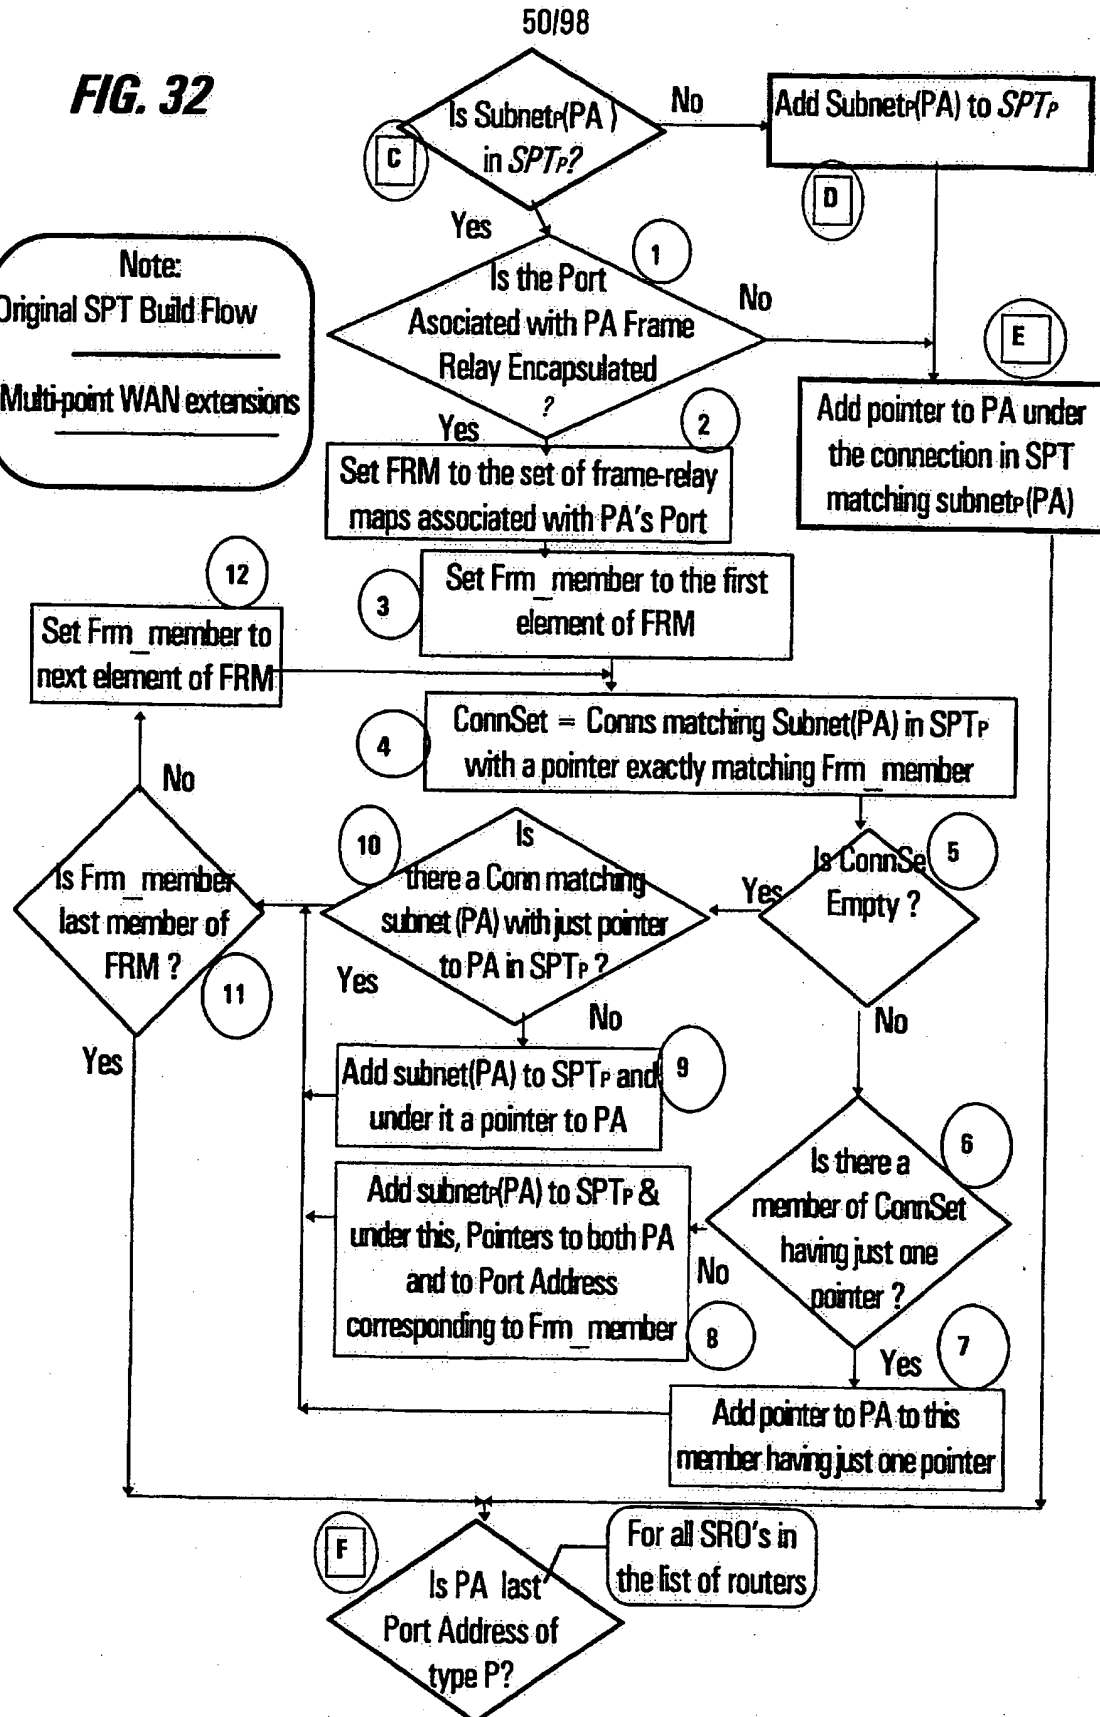 50/98
FIG. 32
Is SubnetP(PA)
in SPTP?
C
No
Add SubnetP(PA) to SPTP
D
Yes
Note:
Original SPT Build Flow
Multi-point WAN extensions
1
Is the Port
Asociated with PA Frame
Relay Encapsulated
?
No
E
Add pointer to PA under
the connection in SPT
matching subnetP(PA)
Yes
2
Set FRM to the set of frame-relay
maps associated with PA's Port
3
Set Frm_member to the first
element of FRM
12
Set Frm_member to
next element of FRM
4
ConnSet = Conns matching Subnet(PA) in SPTP
with a pointer exactly matching Frm_member
No
5
Is ConnSe
Empty ?
Yes
No
10
Is
there a Conn matching
subnet (PA) with just pointer
to PA in SPTP ?
Yes
No
Is Frm_member
last member of
FRM ?
11
Yes
9
Add subnet(PA) to SPTP and
under it a pointer to PA
6
Is there a
member of ConnSet
having just one
pointer ?
No
Yes
Add subnetP(PA) to SPTP &
under this, Pointers to both PA
and to Port Address
corresponding to Frm_member
8
7
Add pointer to PA to this
member having just one pointer
F
Is PA last
Port Address of
type P?
For all SRO's in
the list of routers